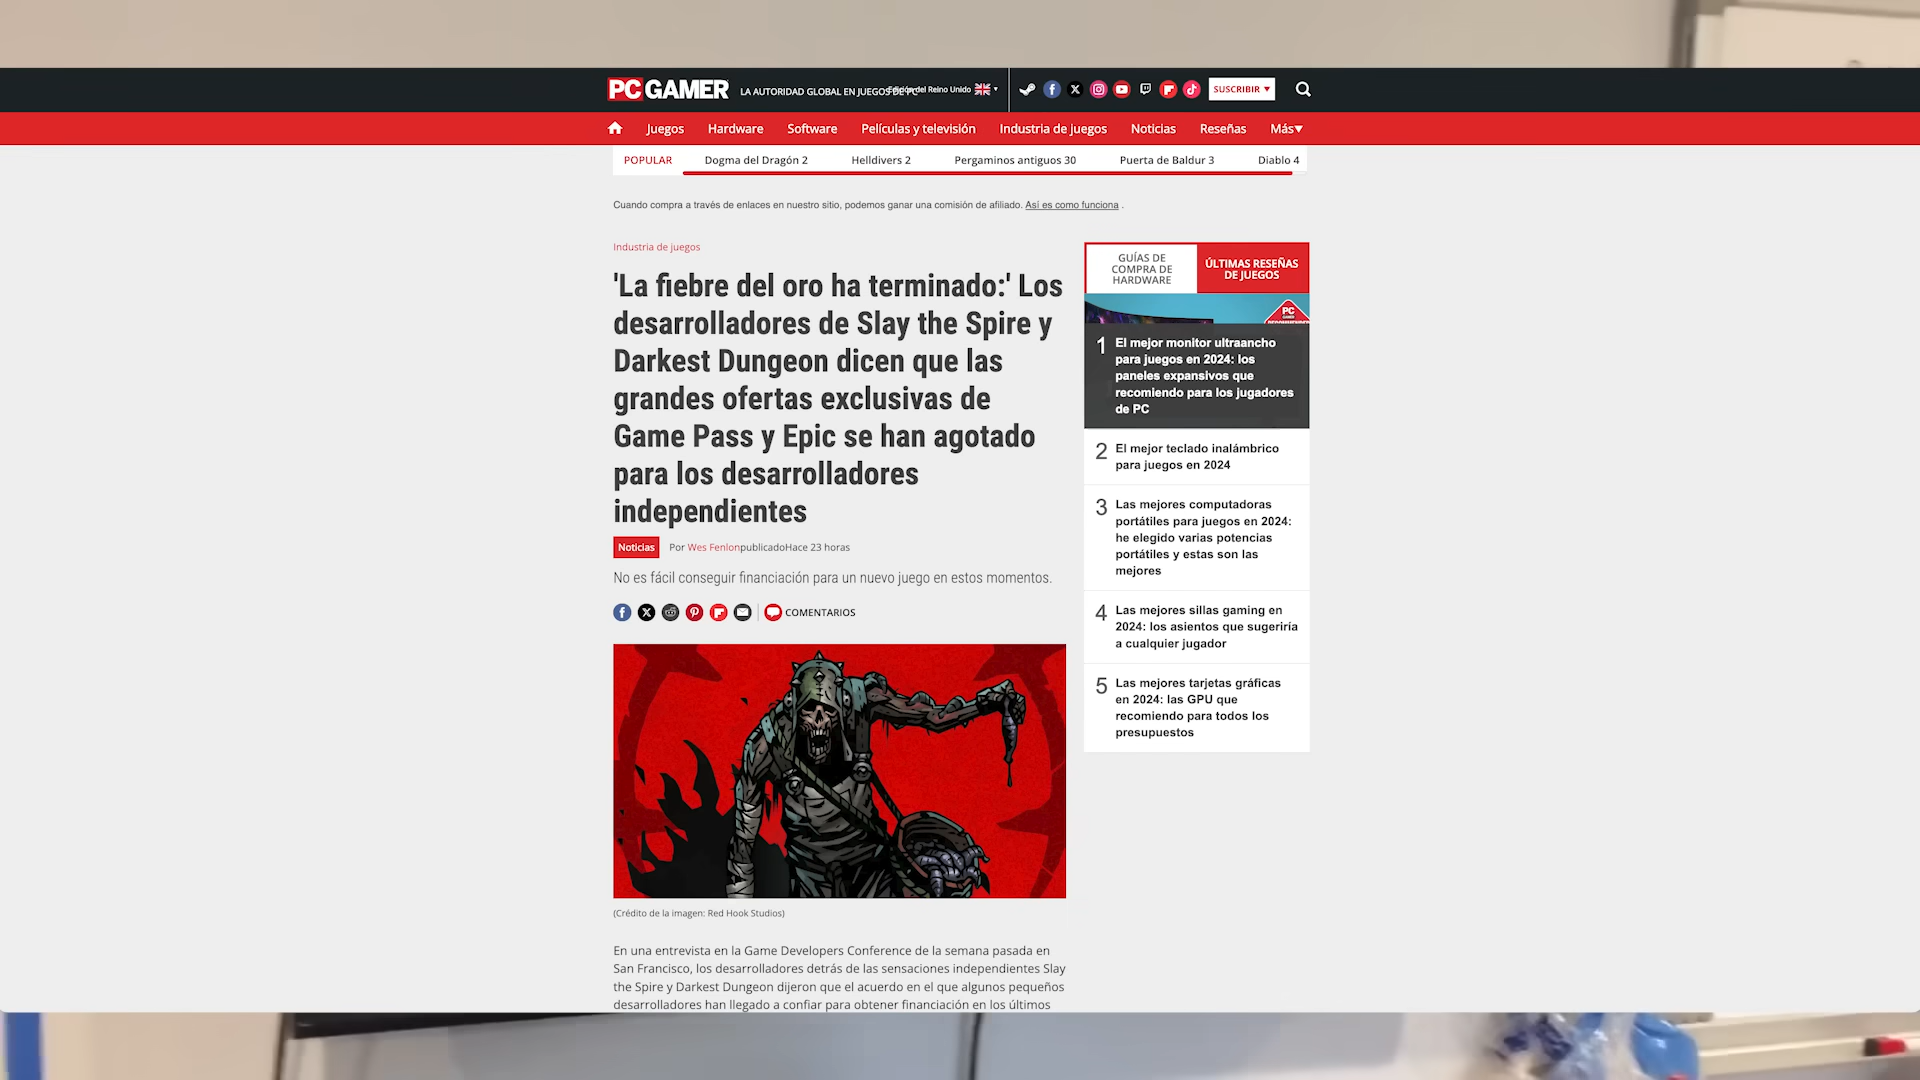 PC GAMER
LA AUTORIDAD GLOBAL EN JUEGOS DE PC
Edición del Reino Unido
SUSCRIBIR
Juegos Hardware Software Películas y televisión Industria de juegos Noticias Reseñas Más
POPULAR Dogma del Dragón 2 Helldivers 2 Pergaminos antiguos 30 Puerta de Baldur 3 Diablo 4
Cuando compra a través de enlaces en nuestro sitio, podemos ganar una comisión de afiliado. Así es como funciona .
Industria de juegos
'La fiebre del oro ha terminado:' Los
desarrolladores de Slay the Spire y
Darkest Dungeon dicen que las
grandes ofertas exclusivas de
Game Pass y Epic se han agotado
para los desarrolladores
independientes
Noticias Por Wes FenlonpublicadoHace 23 horas
No es fácil conseguir financiación para un nuevo juego en estos momentos.
COMENTARIOS
(Crédito de la imagen: Red Hook Studios)
En una entrevista en la Game Developers Conference de la semana pasada en
San Francisco, los desarrolladores detrás de las sensaciones independientes Slay
the Spire y Darkest Dungeon dijeron que el acuerdo en el que algunos pequeños
desarrolladores han llegado a confiar para obtener financiación en los últimos
GUÍAS DE
COMPRA DE
HARDWARE
ÚLTIMAS RESEÑAS
DE JUEGOS
PC
GAMER
RECOMMENDED
1 El mejor monitor ultraancho
para juegos en 2024: los
paneles expansivos que
recomiendo para los jugadores
de PC
2 El mejor teclado inalámbrico
para juegos en 2024
3 Las mejores computadoras
portátiles para juegos en 2024:
he elegido varias potencias
portátiles y estas son las
mejores
4 Las mejores sillas gaming en
2024: los asientos que sugeriría
a cualquier jugador
5 Las mejores tarjetas gráficas
en 2024: las GPU que
recomiendo para todos los
presupuestos